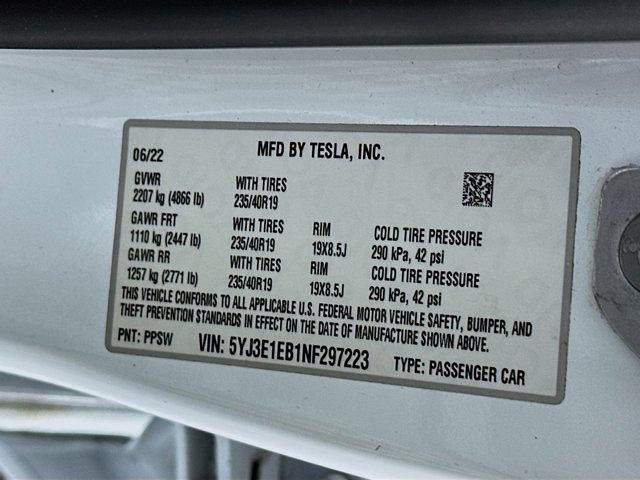 06/22 MFD BY TESLA, INC.
GVWR WITH TIRES
2207 kg (4866 lb) 235/40R19
GAWR FRT WITH TIRES RIM COLD TIRE PRESSURE
1110 kg (2447 lb) 235/40R19 19X8.5J 290 kPa, 42 psi
GAWR RR WITH TIRES RIM COLD TIRE PRESSURE
1257 kg (2771 lb) 235/40R19 19X8.5J 290 kPa, 42 psi
THIS VEHICLE CONFORMS TO ALL APPLICABLE U.S. FEDERAL MOTOR VEHICLE SAFETY, BUMPER, AND
THEFT PREVENTION STANDARDS IN EFFECT ON THE DATE OF MANUFACTURE SHOWN ABOVE.
PNT: PPSW VIN: 5YJ3E1EB1NF297223 TYPE: PASSENGER CAR